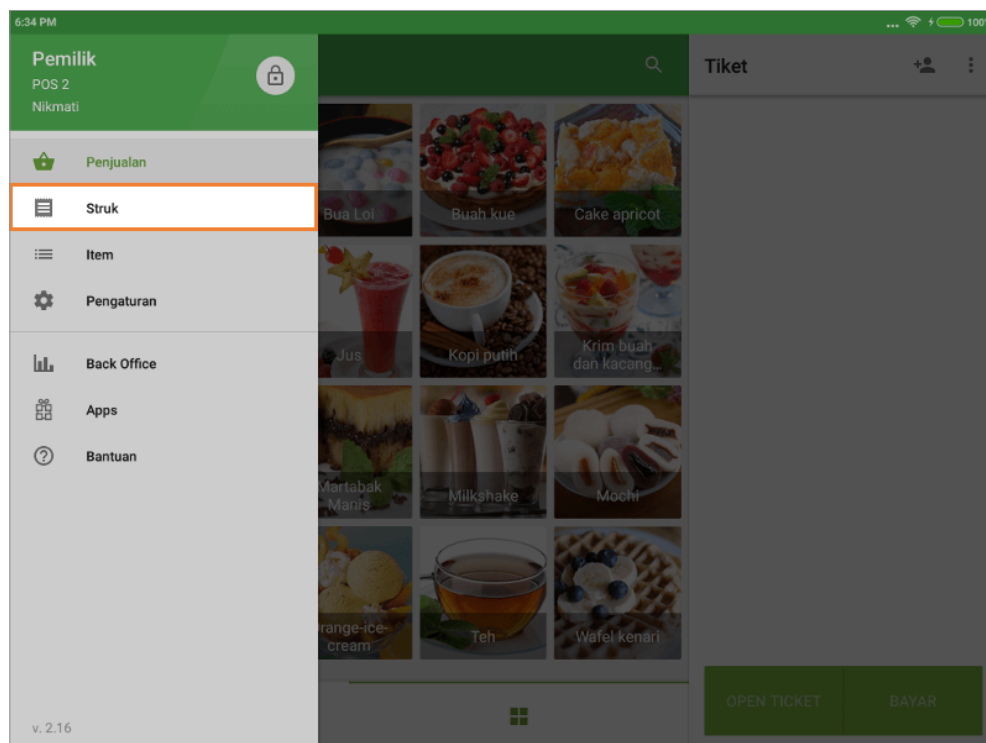 6:34 PM
... 100%
Pemilik
POS 2
Nikmati
Penjualan
Struk
Item
Pengaturan
Back Office
Apps
Bantuan
v. 2.16
Bua Loi
Buah kue
Cake apricot
Jus
Kopi putih
Krim buah
dan kacang...
Martabak
Manis
Milkshake
Mochi
range-ice-
cream
Teh
Wafel kenari
Tiket
OPEN TICKET
BAYAR